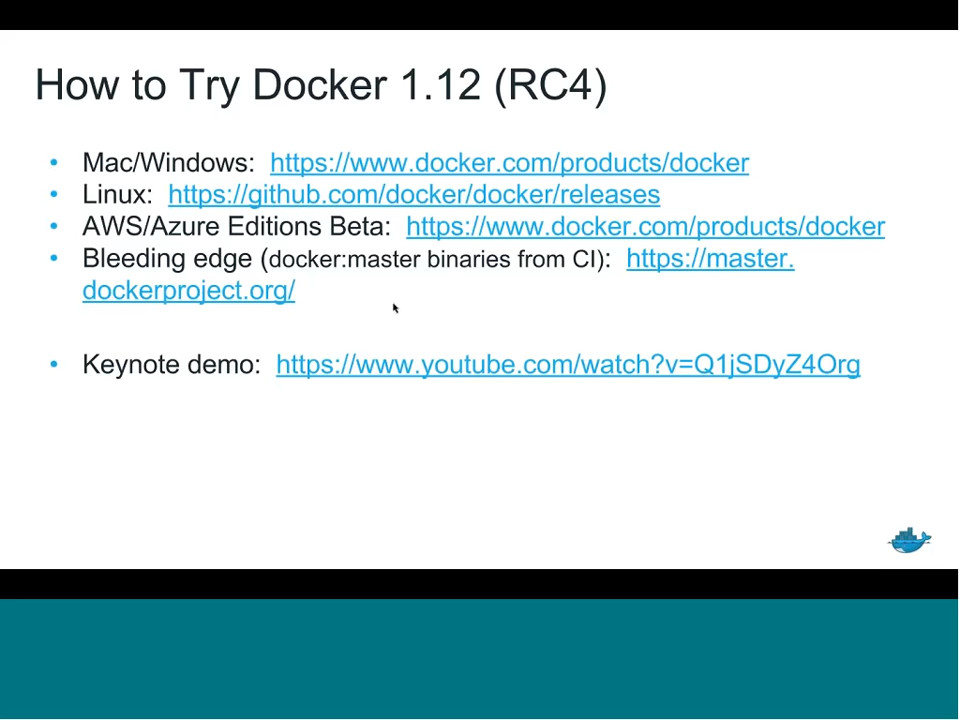 How to Try Docker 1.12 (RC4)
• Mac/Windows: https://www.docker.com/products/docker
• Linux: https://github.com/docker/docker/releases
• AWS/Azure Editions Beta: https://www.docker.com/products/docker
• Bleeding edge (docker:master binaries from CI): https://master.
dockerproject.org/
• Keynote demo: https://www.youtube.com/watch?v=Q1jSDyZ4Org